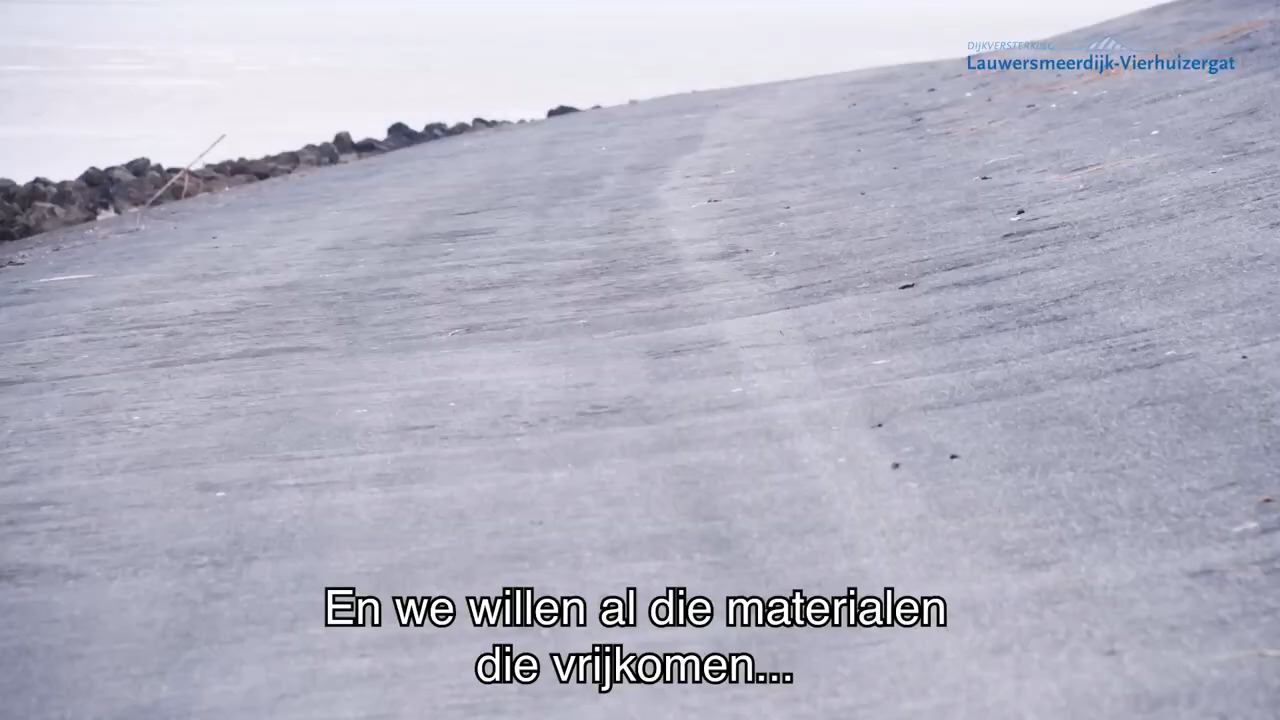 DIJKVERSTERKING
Lauwersmeerdijk-Vierhuizergat
En we willen al die materialen
die vrijkomen...